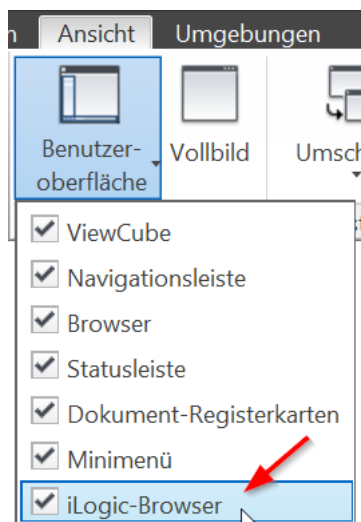 Ansicht Umgebungen
Benutzer-
oberfläche
Vollbild
ViewCube
Navigationsleiste
Browser
Statusleiste
Dokument-Registerkarten
Minimenü
iLogic-Browser